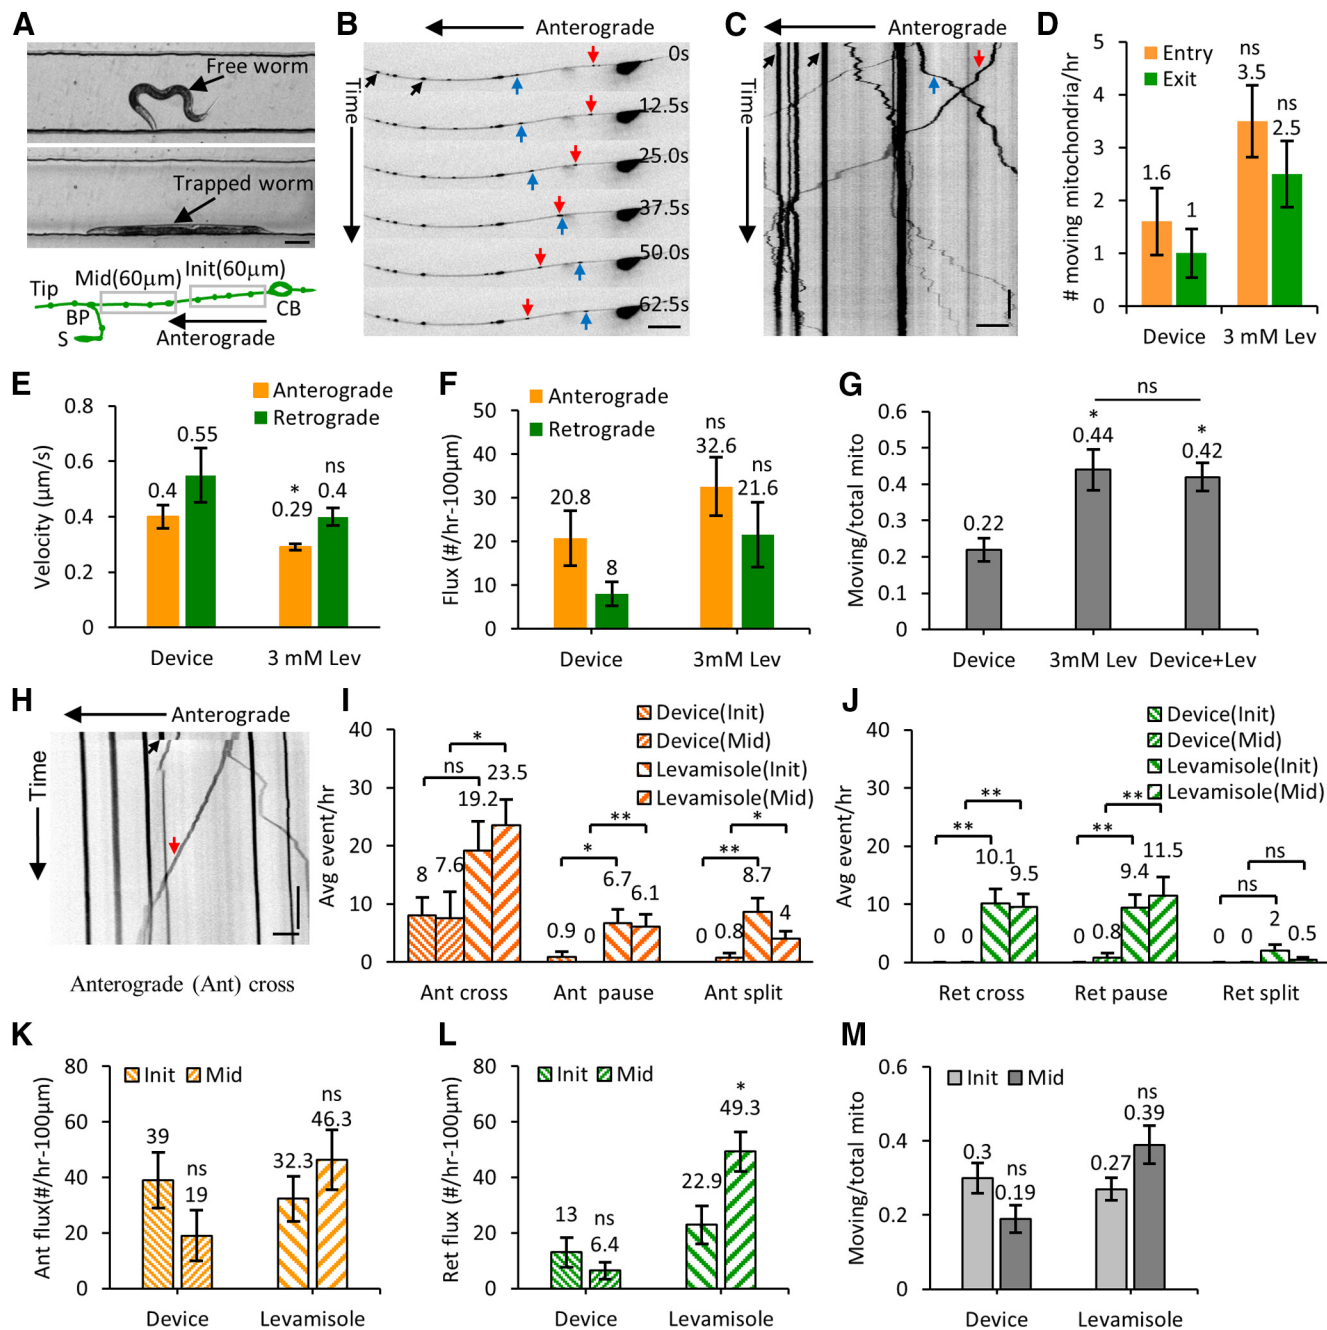 A
Free worm
Trapped worm
Mid(60μm)
Init(60μm)
Tip
BP
CB
S
Anterograde
B
Anterograde
Time
0s
12.5s
25.0s
37.5s
50.0s
62.5s
C
Anterograde
Time
D
# moving mitochondria/hr
5
4
3
2
1
0
Entry
Exit
1.6
1
ns
3.5
ns
2.5
Device
3 mM Lev
E
Velocity (μm/s)
0.8
0.6
0.4
0.2
0
Anterograde
Retrograde
0.4
0.55
*
0.29
ns
0.4
Device
3 mM Lev
F
Flux (#/hr-100μm)
50
40
30
20
10
0
Anterograde
Retrograde
20.8
8
ns
32.6
ns
21.6
Device
3mM Lev
G
Moving/total mito
0.6
0.5
0.4
0.3
0.2
0.1
0
ns
0.22
*
0.44
*
0.42
Device
3mM Lev
Device+Lev
H
Anterograde
Time
Anterograde (Ant) cross
I
Avg event/hr
40
30
20
10
0
Device(Init)
Device(Mid)
Levamisole(Init)
Levamisole(Mid)
*
ns
8
7.6
19.2
23.5
**
*
0.9
0
6.7
6.1
*
**
0
0.8
8.7
4
Ant cross
Ant pause
Ant split
J
Avg event/hr
40
30
20
10
0
Device(Init)
Device(Mid)
Levamisole(Init)
Levamisole(Mid)
**
**
0
0
10.1
9.5
**
**
0
0.8
9.4
11.5
ns
ns
0
0
2
0.5
Ret cross
Ret pause
Ret split
K
Ant flux(#/hr-100μm)
80
60
40
20
0
Init
Mid
39
ns
19
32.3
ns
46.3
Device
Levamisole
L
Ret flux (#/hr-100μm)
80
60
40
20
0
Init
Mid
13
ns
6.4
22.9
*
49.3
Device
Levamisole
M
Moving/total mito
0.6
0.4
0.2
0
Init
Mid
0.3
ns
0.19
0.27
ns
0.39
Device
Levamisole